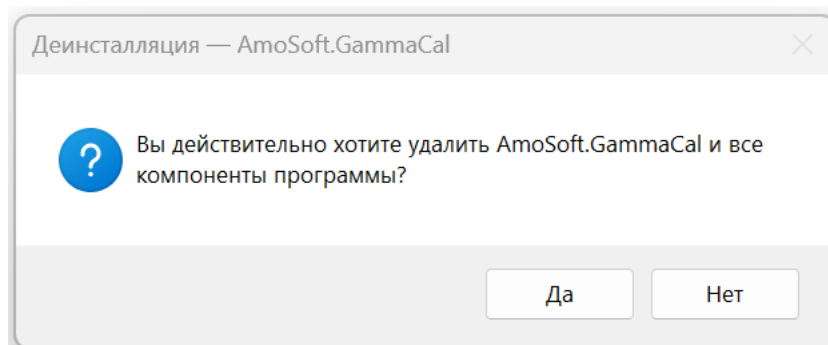 Деинсталляция — AmoSoft.GammaCal
Вы действительно хотите удалить AmoSoft.GammaCal и все
компоненты программы?
Да
Нет